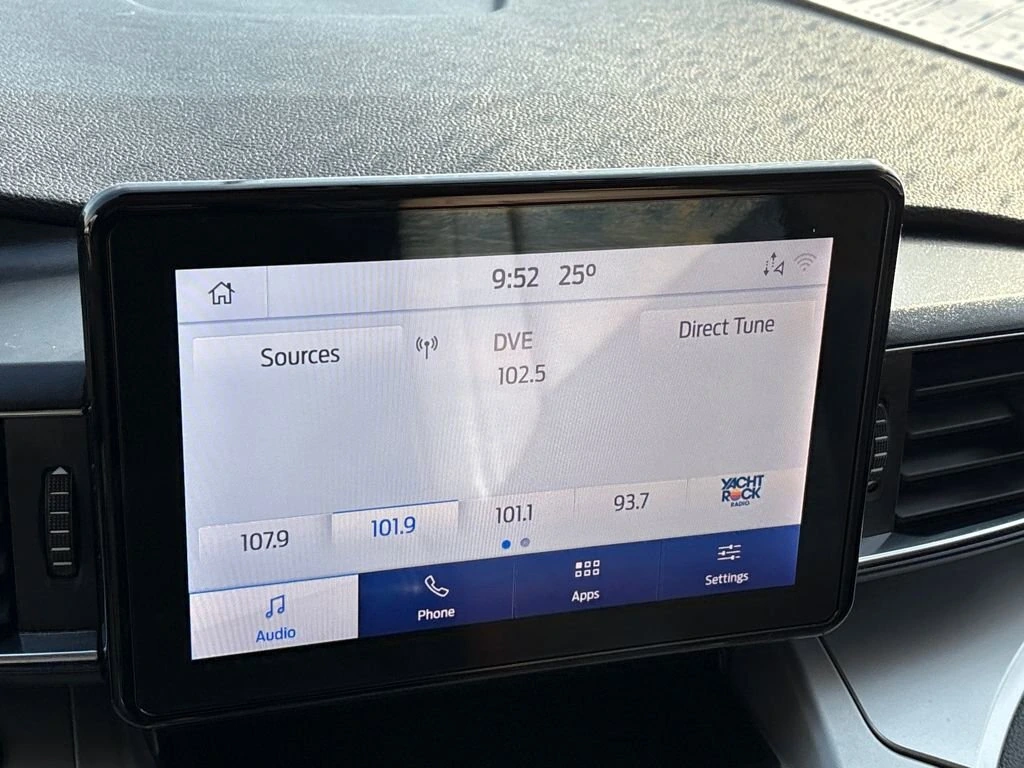 9:52 25°
Sources
DVE
102.5
Direct Tune
107.9
101.9
101.1
93.7
YACHT
ROCK
RADIO
Audio
Phone
Apps
Settings